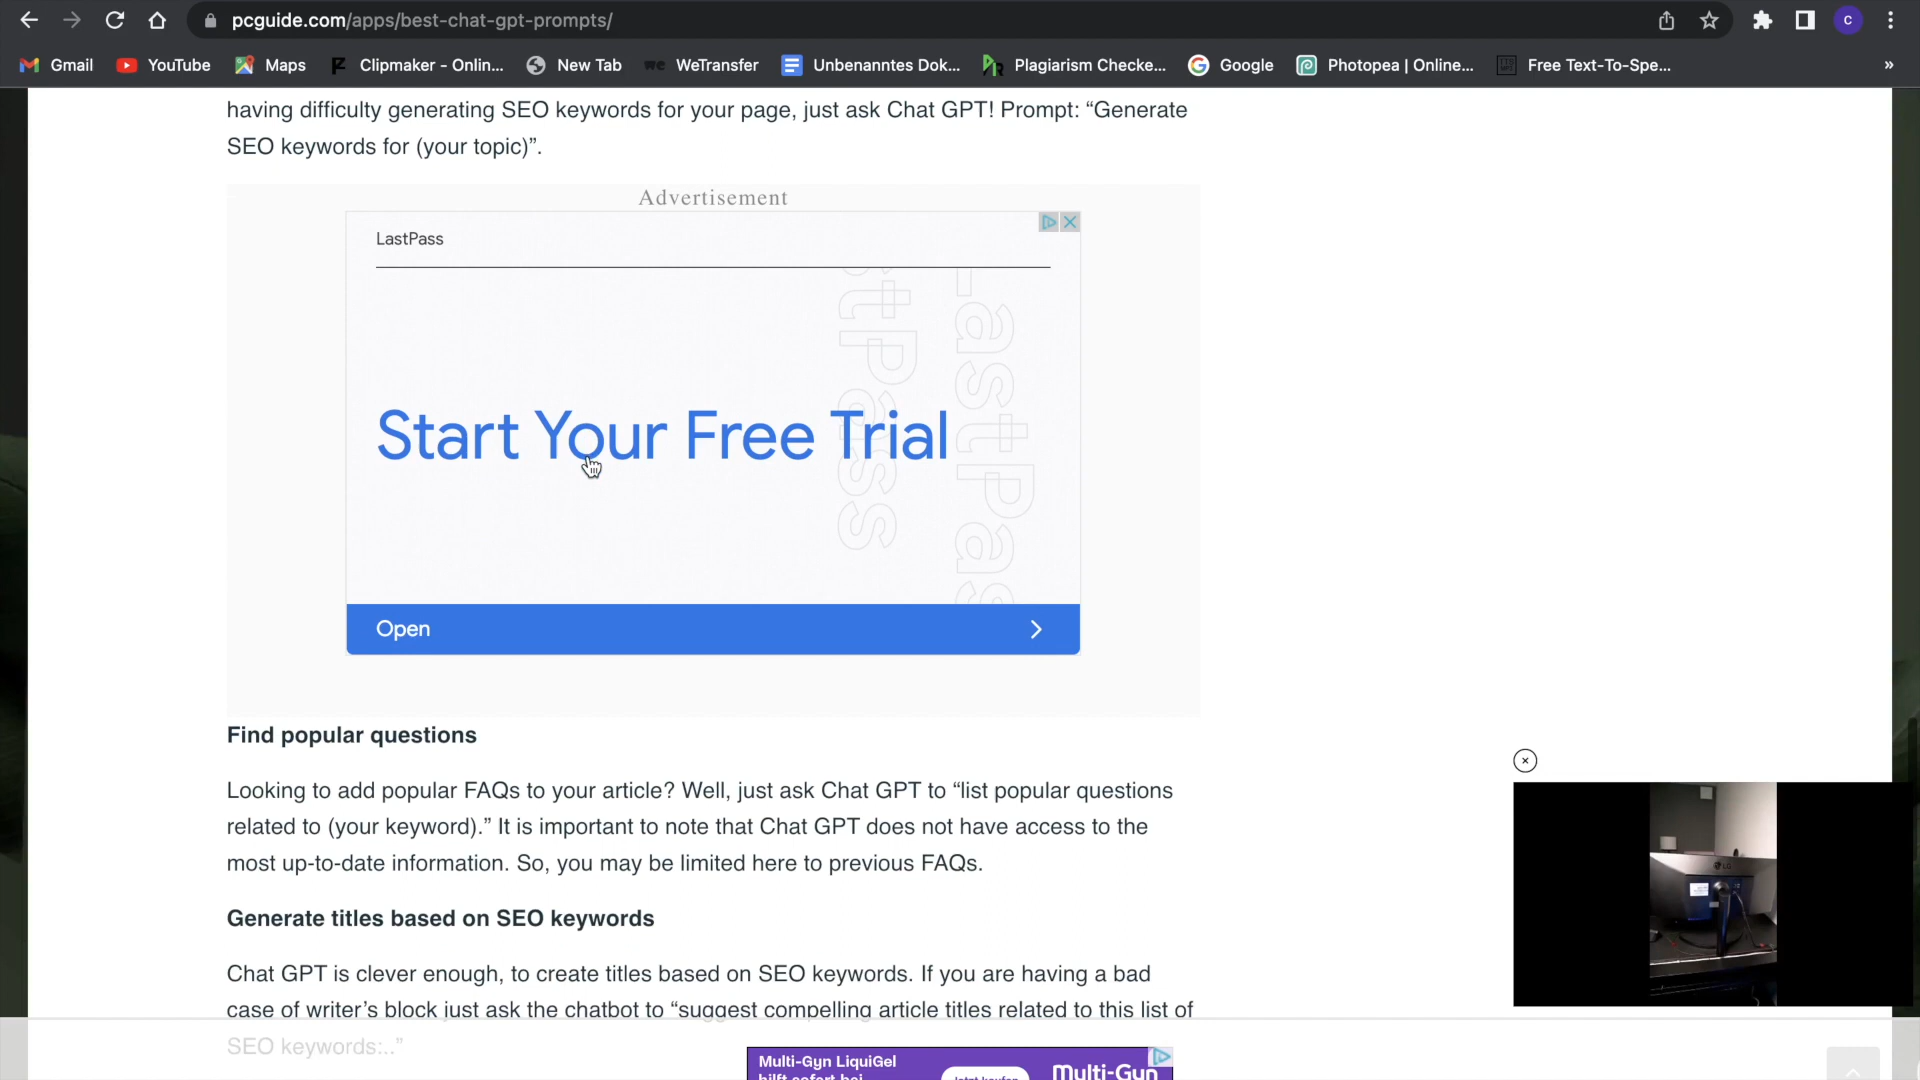 pcguide.com/apps/best-chat-gpt-prompts/
C
Gmail YouTube Maps Clipmaker - Onlin... New Tab WeTransfer Unbenanntes Dok... Plagiarism Checke... Google Photopea | Online... Free Text-To-Spe... »
having difficulty generating SEO keywords for your page, just ask Chat GPT! Prompt: “Generate
SEO keywords for (your topic)”.
Advertisement
LastPass
Start Your Free Trial
Open
Find popular questions
Looking to add popular FAQs to your article? Well, just ask Chat GPT to “list popular questions
related to (your keyword).” It is important to note that Chat GPT does not have access to the
most up-to-date information. So, you may be limited here to previous FAQs.
LG
Generate titles based on SEO keywords
Chat GPT is clever enough, to create titles based on SEO keywords. If you are having a bad
case of writer’s block just ask the chatbot to “suggest compelling article titles related to this list of
SEO keywords:..”
Multi-Gyn LiquiGel
hilft sofort bei
Jetzt kaufen
Multi-Gyn